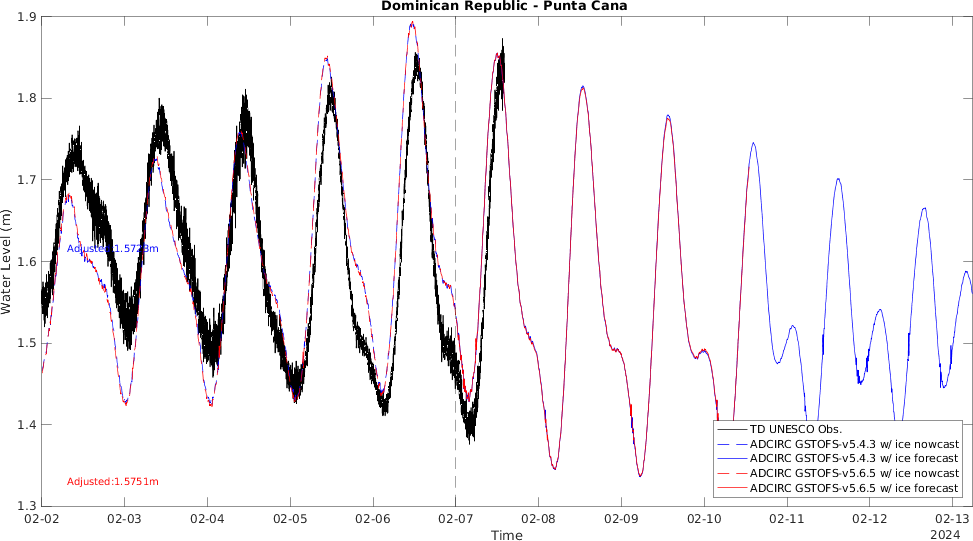 Dominican Republic - Punta Cana
1.9
1.8
1.7
1.6
1.5
1.4
1.3
Water Level (m)
Adjusted:1.5728m
Adjusted:1.5751m
TD UNESCO Obs.
ADCIRC GSTOFS-v5.4.3 w/ ice nowcast
ADCIRC GSTOFS-v5.4.3 w/ ice forecast
ADCIRC GSTOFS-v5.6.5 w/ ice nowcast
ADCIRC GSTOFS-v5.6.5 w/ ice forecast
02-02 02-03 02-04 02-05 02-06 02-07 02-08 02-09 02-10 02-11 02-12 02-13
Time
2024